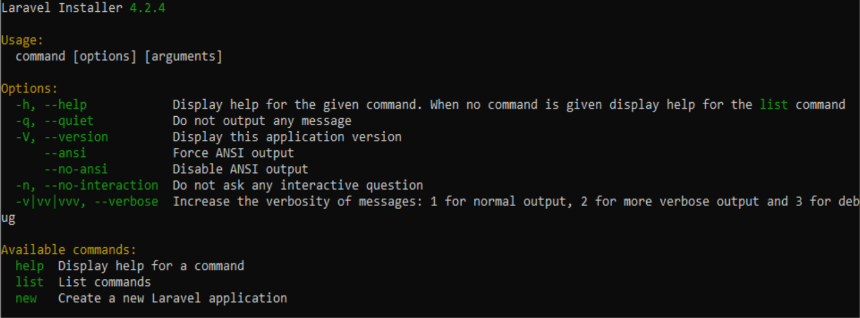 Laravel Installer 4.2.4
Usage:
command [options] [arguments]
Options:
-h, --help Display help for the given command. When no command is given display help for the list command
-q, --quiet Do not output any message
-V, --version Display this application version
--ansi Force ANSI output
--no-ansi Disable ANSI output
-n, --no-interaction Do not ask any interactive question
-v|vv|vvv, --verbose Increase the verbosity of messages: 1 for normal output, 2 for more verbose output and 3 for deb
ug
Available commands:
help Display help for a command
list List commands
new Create a new Laravel application